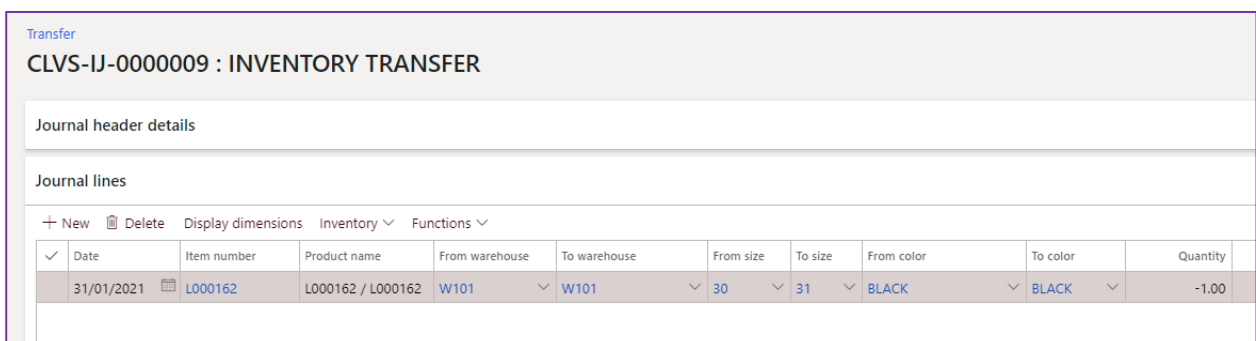 Transfer
CLVS-IJ-0000009 : INVENTORY TRANSFER
Journal header details
Journal lines
New Delete Display dimensions Inventory Functions
Date Item number Product name From warehouse To warehouse From size To size From color To color Quantity
31/01/2021 L000162 L000162 / L000162 W101 W101 30 31 BLACK BLACK -1.00